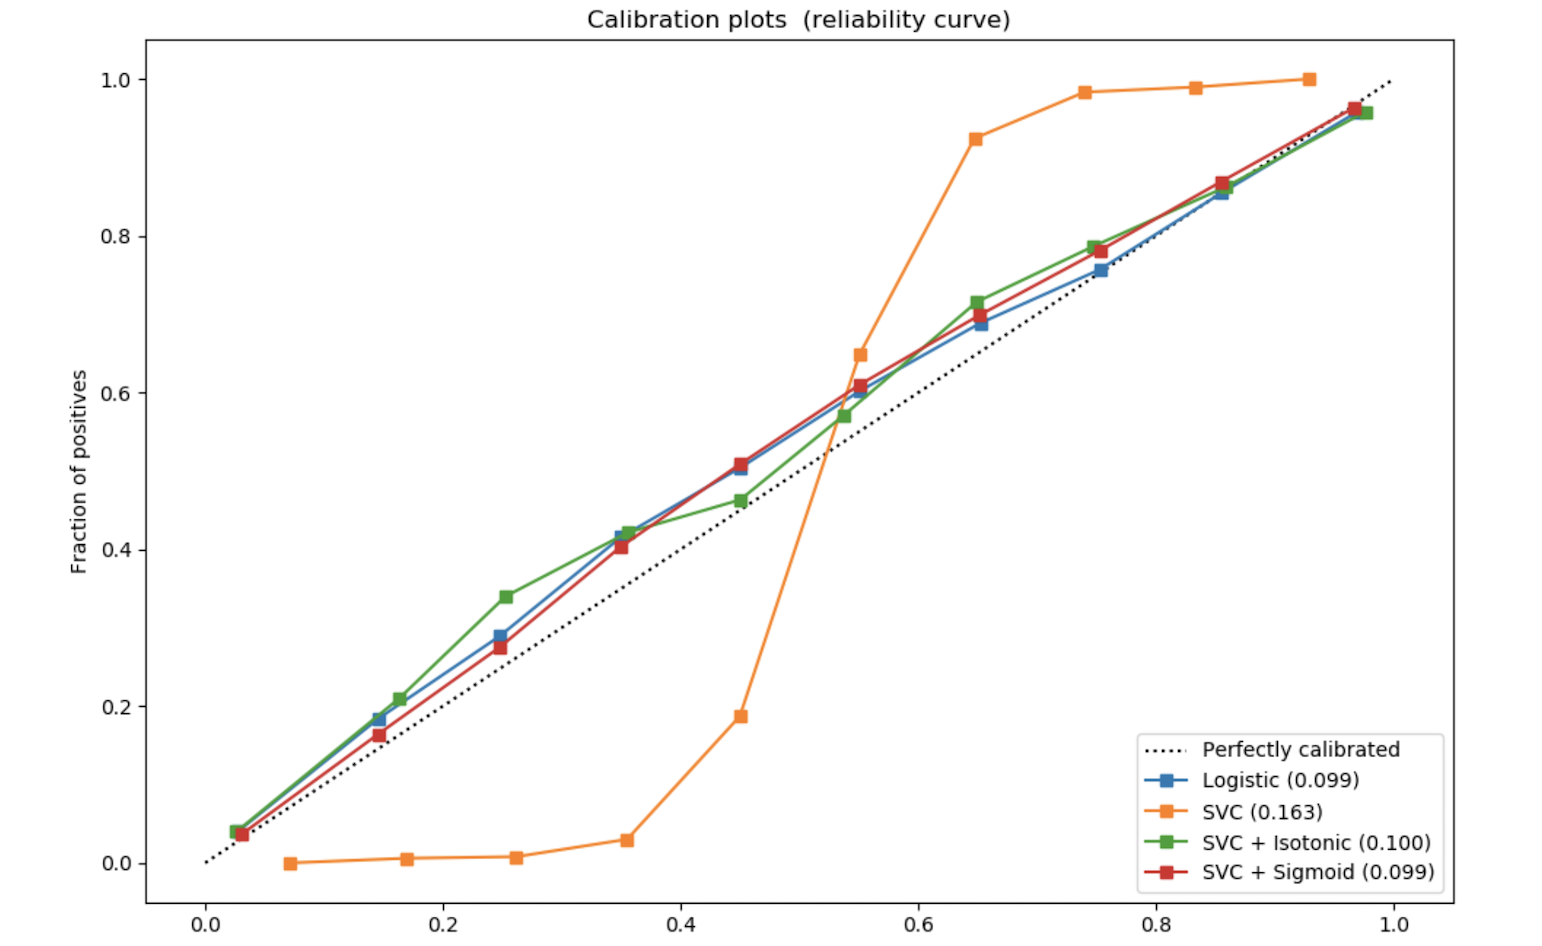 Calibration plots  (reliability curve)
1.0
0.8
0.6
0.4
0.2
0.0
Fraction of positives
Perfectly calibrated
Logistic (0.099)
SVC (0.163)
SVC + Isotonic (0.100)
SVC + Sigmoid (0.099)
0.0 0.2 0.4 0.6 0.8 1.0